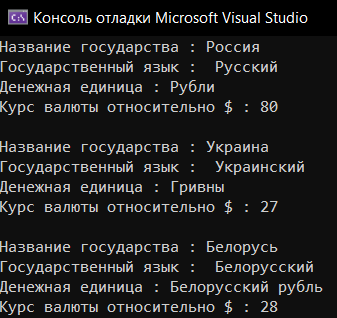 Консоль отладки Microsoft Visual Studio
Название государства : Россия
Государственный язык :  Русский
Денежная единица : Рубли
Курс валюты относительно $ : 80
Название государства : Украина
Государственный язык :  Украинский
Денежная единица : Гривны
Курс валюты относительно $ : 27
Название государства : Белорусь
Государственный язык :  Белорусский
Денежная единица : Белорусский рубль
Курс валюты относительно $ : 28